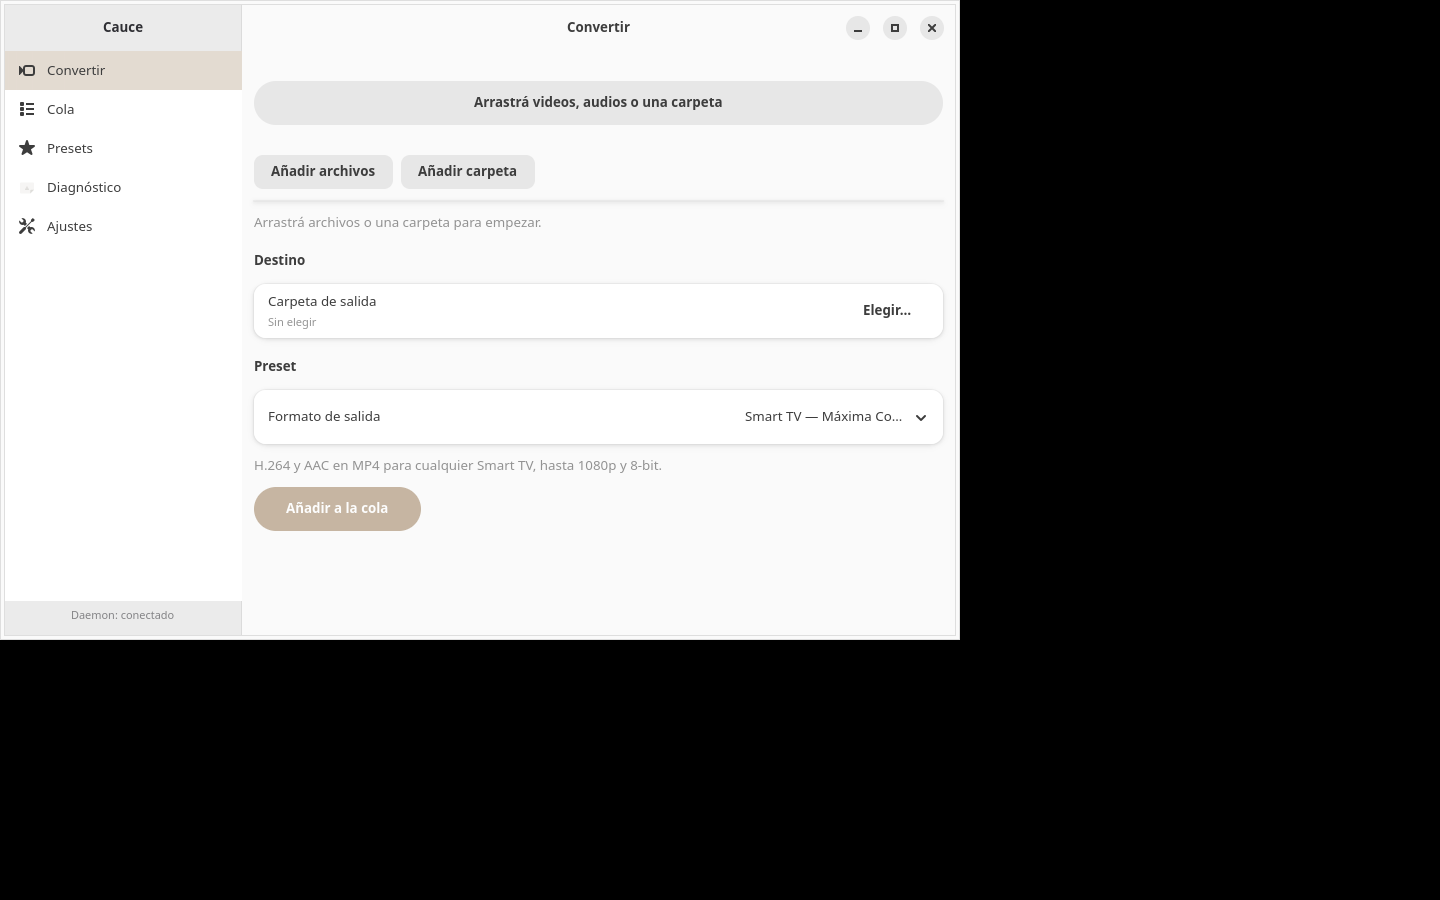 Cauce
Convertir
Convertir
Cola
Presets
Diagnóstico
Ajustes
Daemon: conectado
Arrastrá videos, audios o una carpeta
Añadir archivos
Añadir carpeta
Arrastrá archivos o una carpeta para empezar.
Destino
Carpeta de salida
Sin elegir
Elegir...
Preset
Formato de salida
Smart TV — Máxima Co...
H.264 y AAC en MP4 para cualquier Smart TV, hasta 1080p y 8-bit.
Añadir a la cola